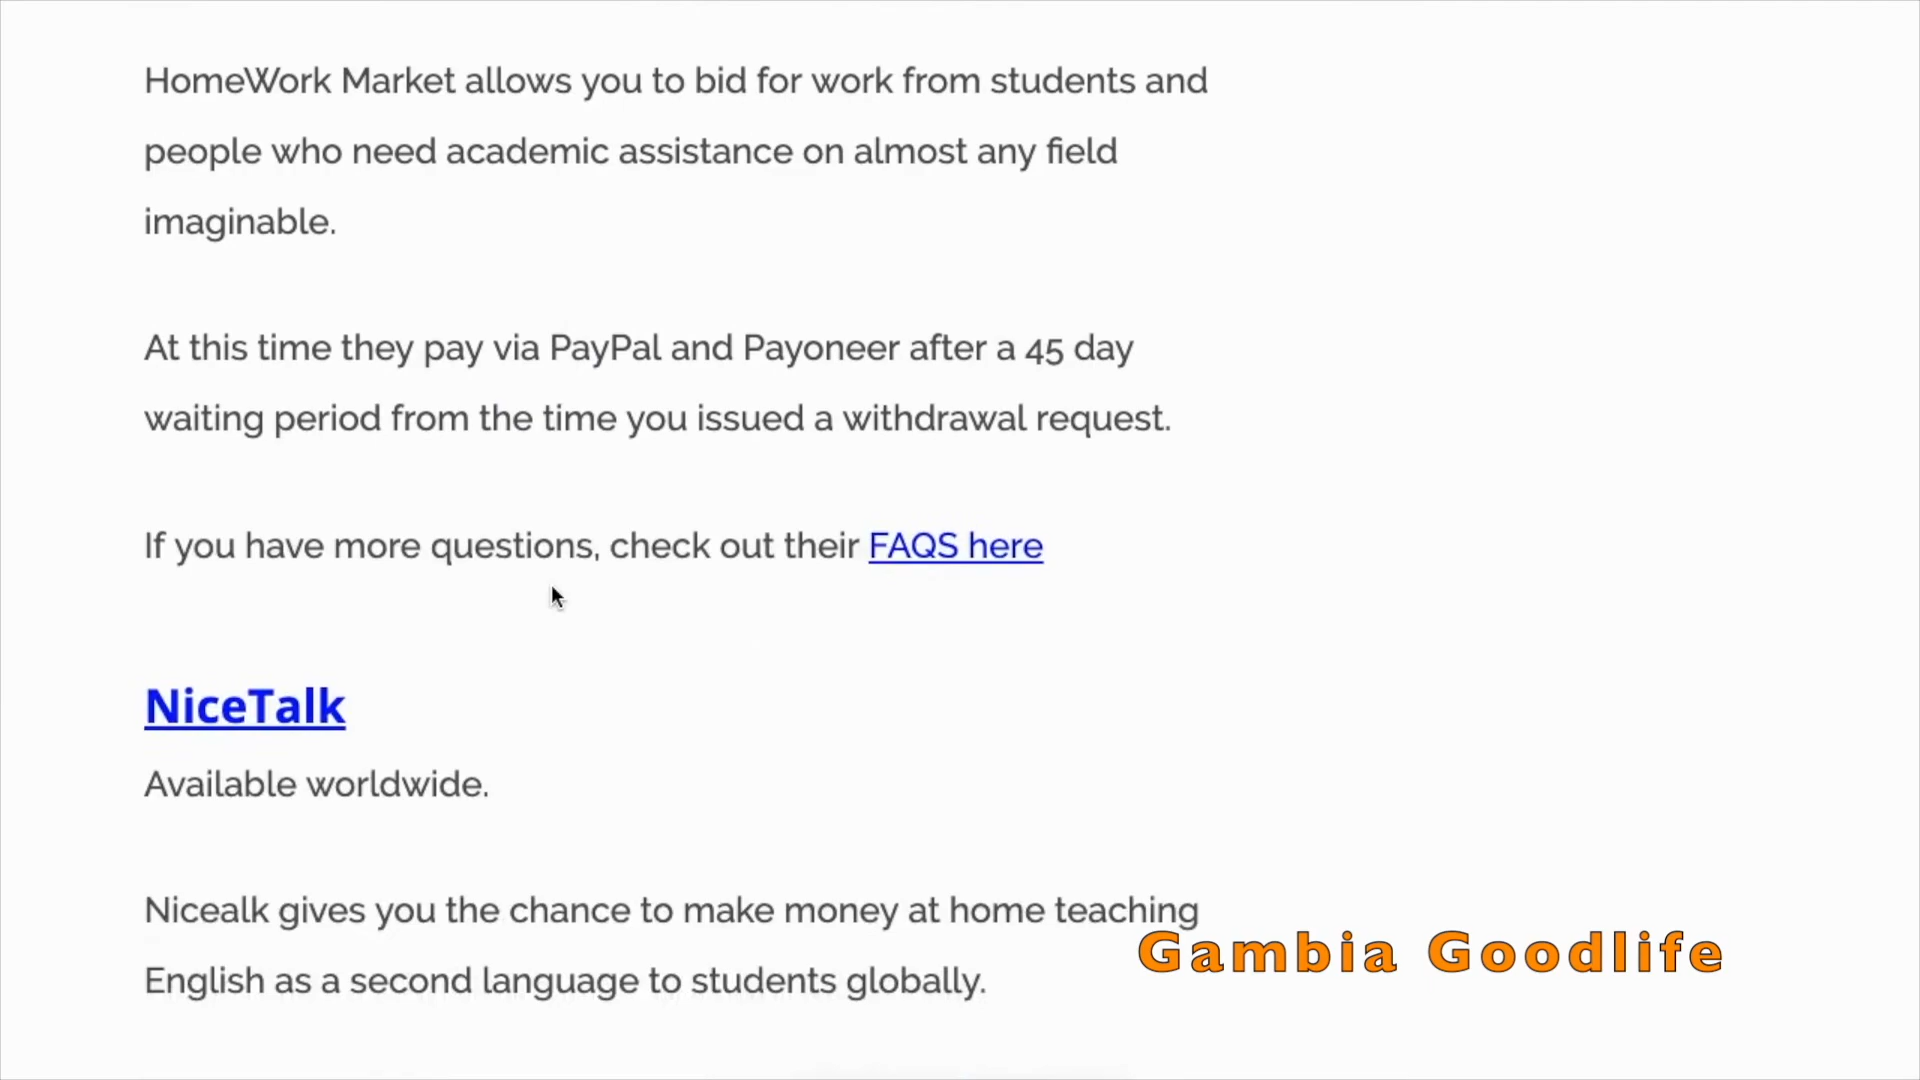 HomeWork Market allows you to bid for work from students and
people who need academic assistance on almost any field
imaginable.
At this time they pay via PayPal and Payoneer after a 45 day
waiting period from the time you issued a withdrawal request.
If you have more questions, check out their FAQS here
NiceTalk
Available worldwide.
Nicealk gives you the chance to make money at home teaching
English as a second language to students globally.
Gambia Goodlife